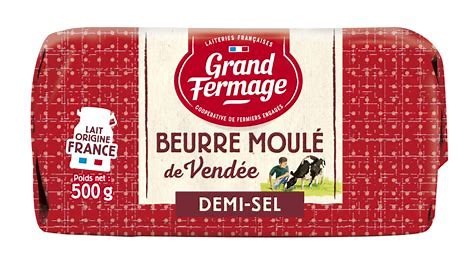 LAITERIES FRANÇAISES
Grand
Fermage
COOPÉRATIVE DE FERMIERS ENGAGÉS
BEURRE MOULÉ
de Vendée
DEMI-SEL
LAIT
ORIGINE
FRANCE
Poids net :
500 g